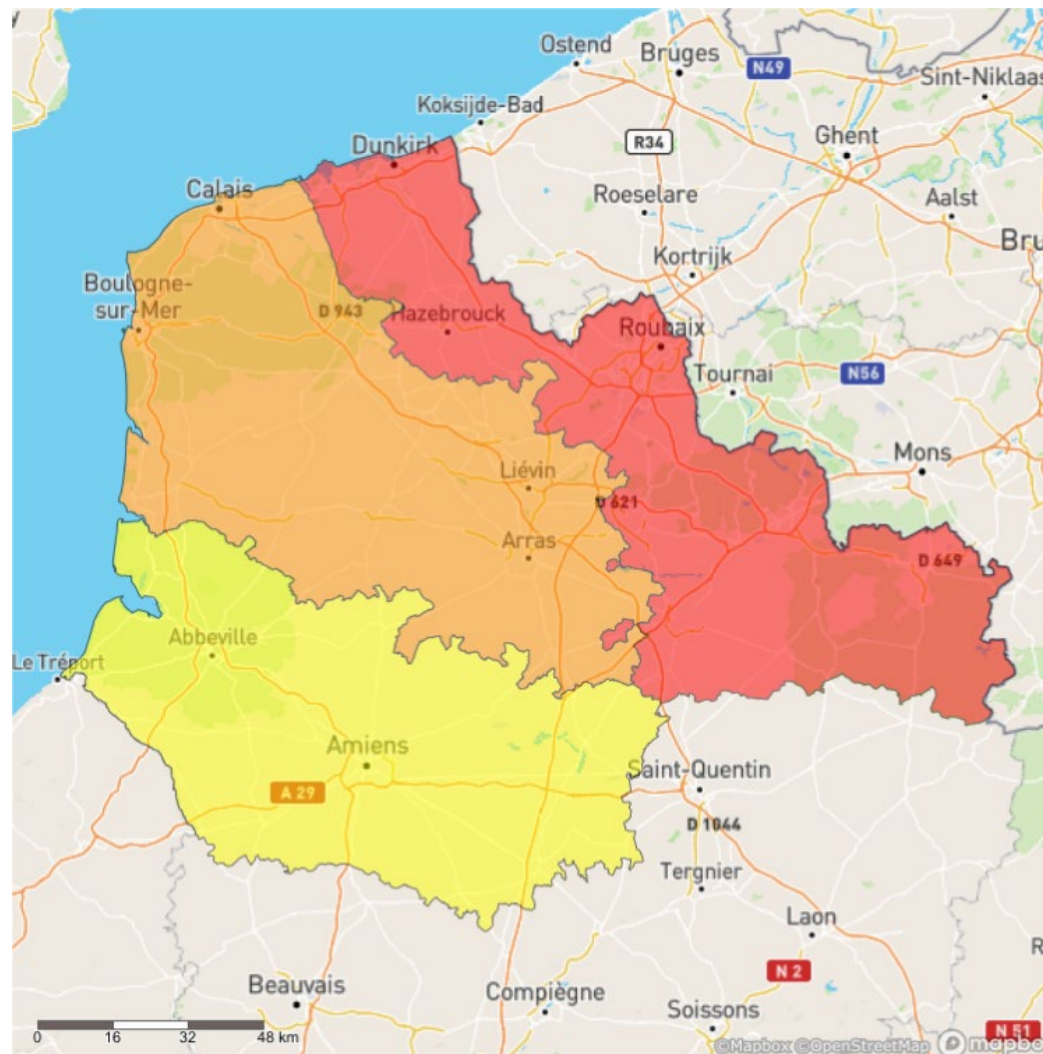 Ostend
Bruges
N49
Sint-Niklaas
Koksijde-Bad
Dunkirk
R34
Ghent
Calais
Roeselare
Aalst
Bru
Kortrijk
Boulogne-
sur-Mer
D 943
Hazebrouck
Roubaix
Tournai
N56
Mons
Liévin
D 621
Arras
D 649
Abbeville
Le Tréport
Amiens
A 29
Saint-Quentin
D 1044
Tergnier
Laon
R
N 2
Beauvais
Compiègne
Soissons
N 51
0 16 32 48 km
©Mapbox ©OpenStreetMap mapbo